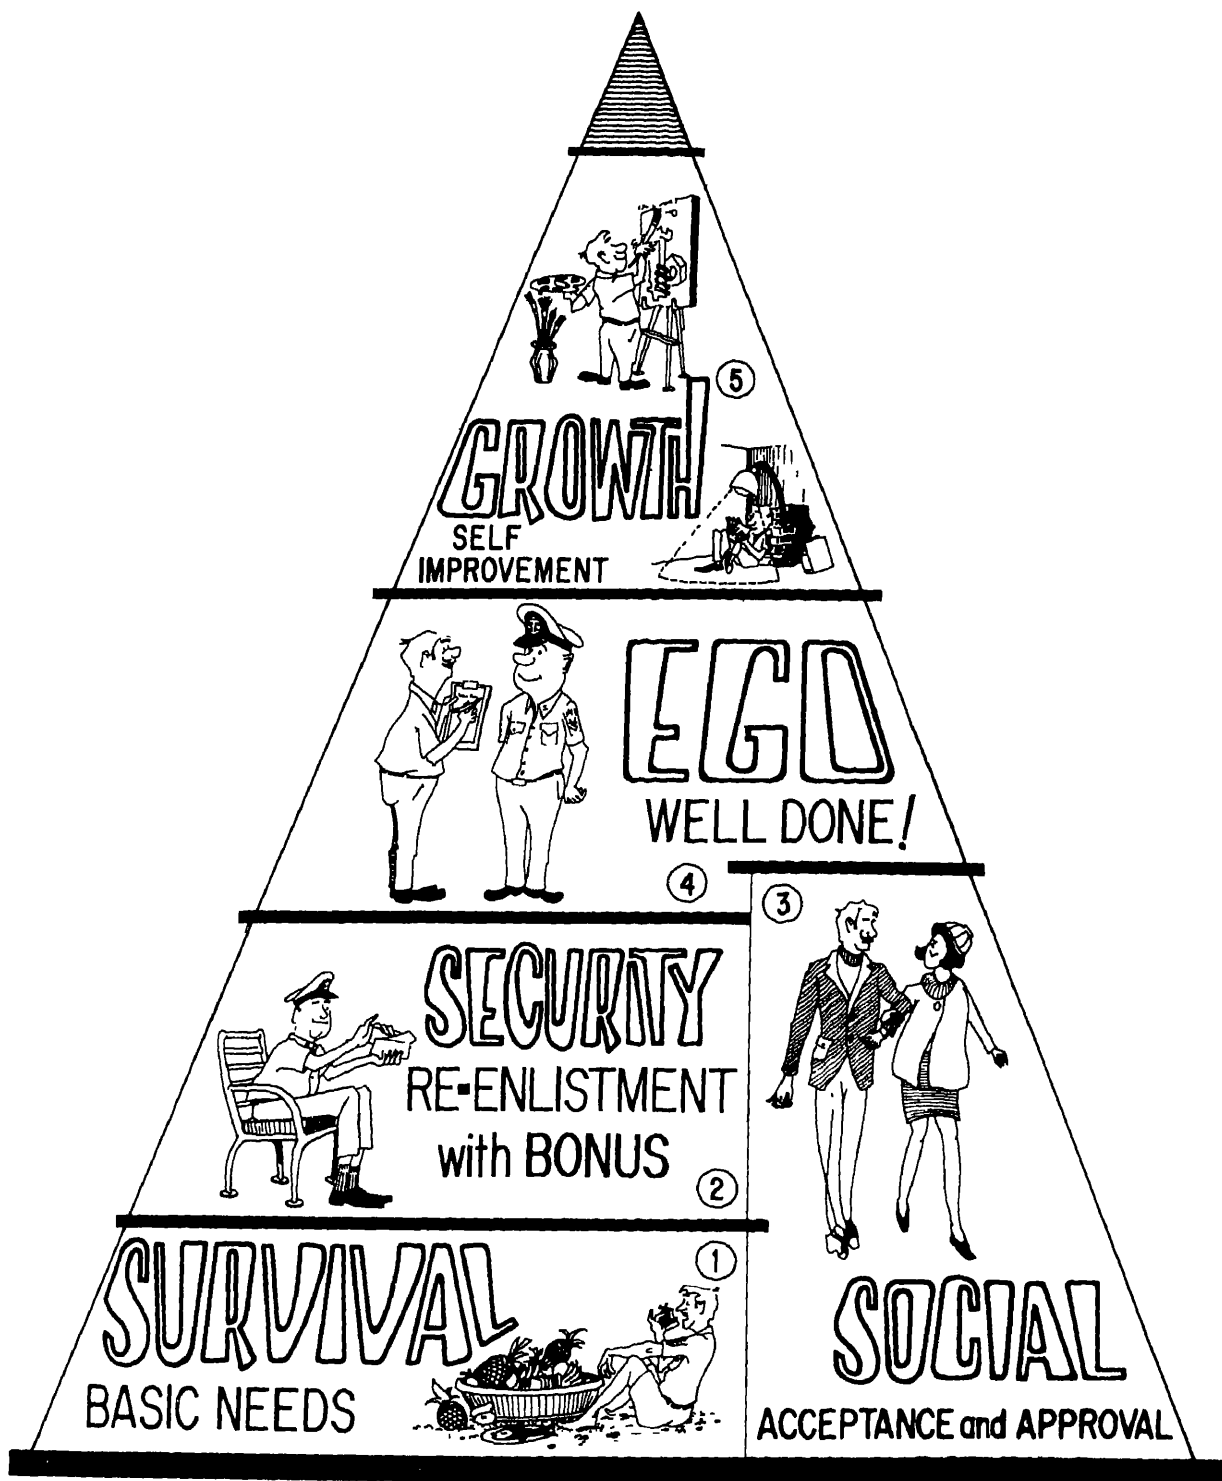 5
GROWTH
SELF
IMPROVEMENT
EGO
WELL DONE!
4
3
SECURITY
RE-ENLISTMENT
with BONUS
2
1
SURVIVAL
BASIC NEEDS
SOCIAL
ACCEPTANCE and APPROVAL